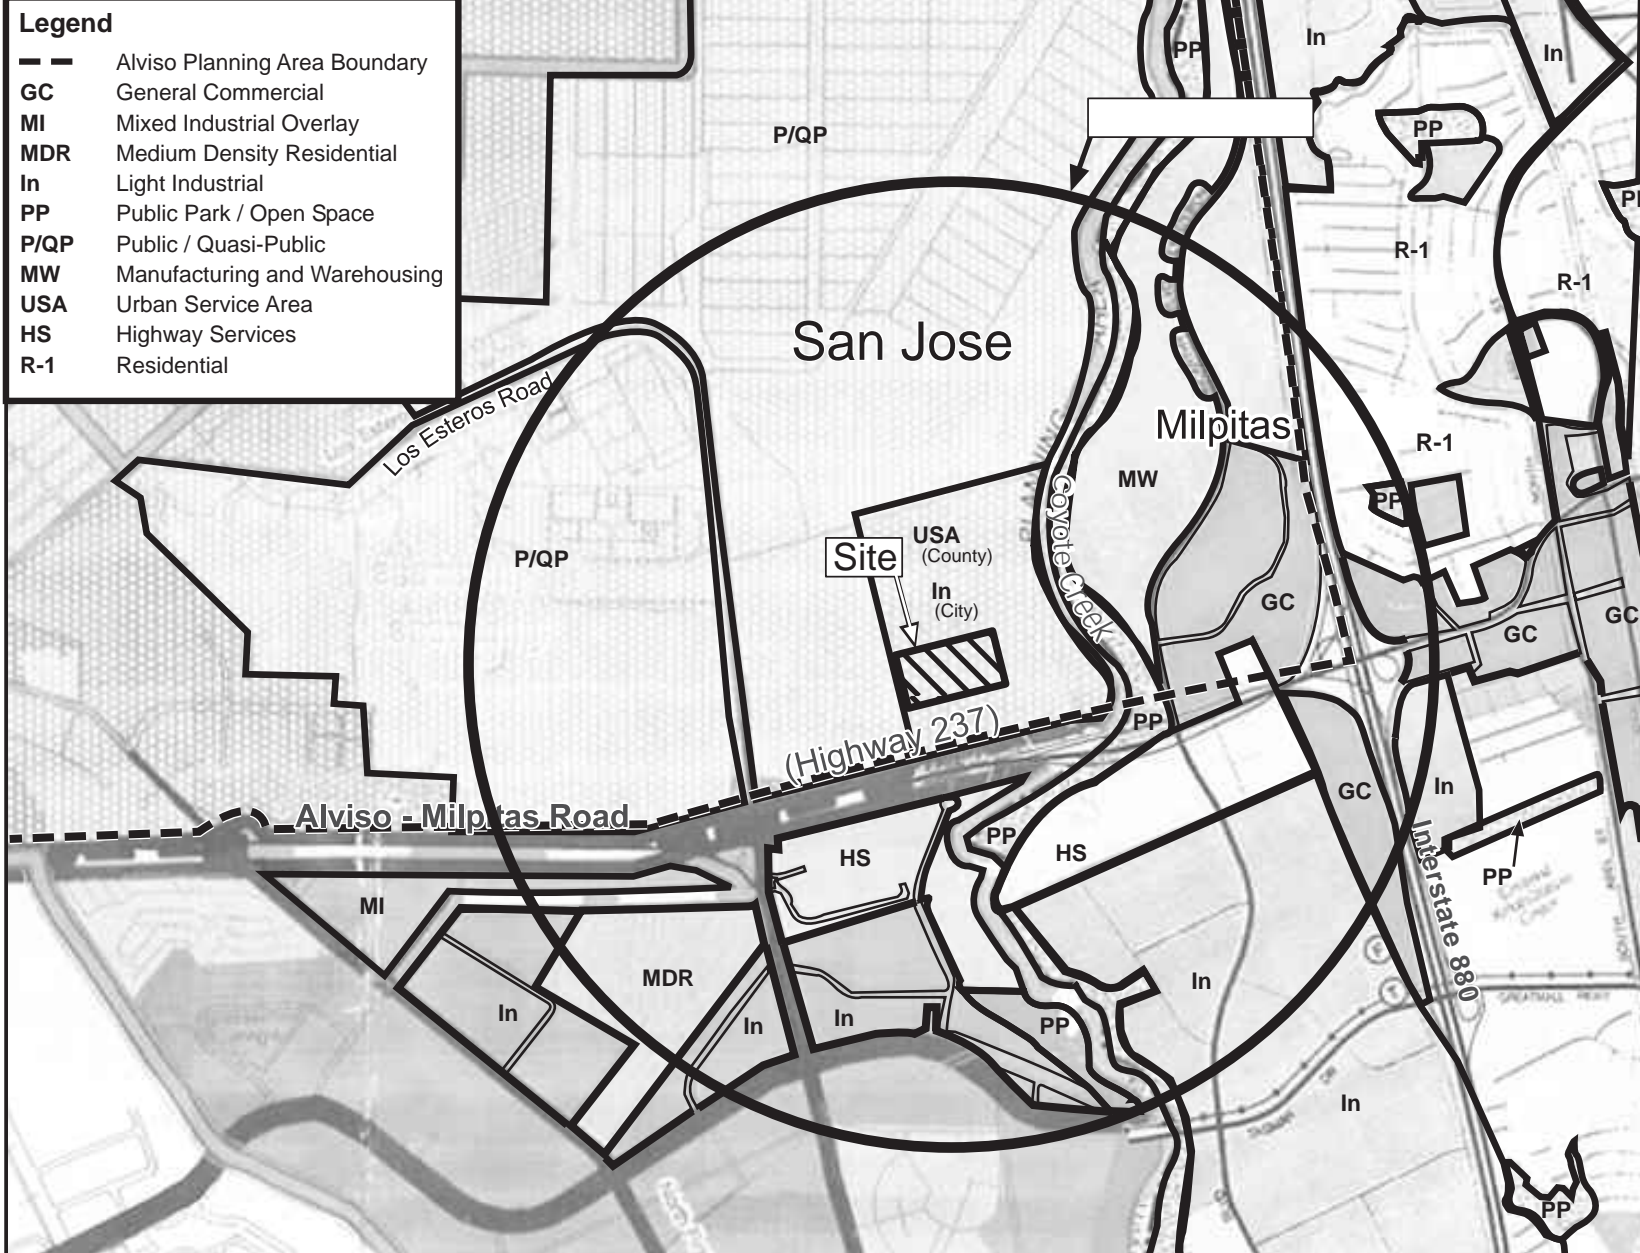 Legend
Alviso Planning Area Boundary
GC General Commercial
MI Mixed Industrial Overlay
MDR Medium Density Residential
In Light Industrial
PP Public Park / Open Space
P/QP Public / Quasi-Public
MW Manufacturing and Warehousing
USA Urban Service Area
HS Highway Services
R-1 Residential
PP
In
In
P/QP
PP
R-1
R-1
San Jose
Los Esteros Road
Milpitas
R-1
MW
PP
P/QP
USA
(County)
Site
In
(City)
Coyote Creek
GC
GC
GC
PP
(Highway 237)
GC
In
Alviso - Milpitas Road
PP
HS
HS
PP
MI
Interstate 880
MDR
In
In
In
In
PP
GREATMALL PKWY
In
TASMAN DR
PP